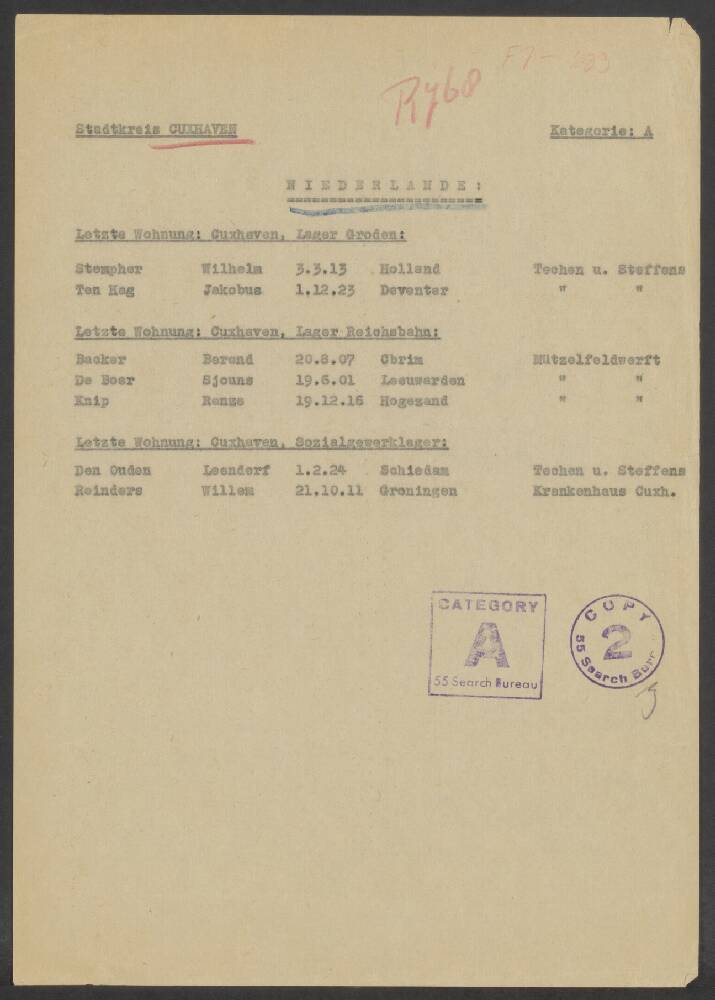 F7-
Ry68
Stadtkreis CUXHAVEN Kategorie: A
NIEDERLANDE:
Letzte Wohnung: Cuxhaven, Lager Groden:
Stempher Wilhelm 3.3.13 Holland Techen u. Steffens
Ten Hag Jakobus 1.12.23 Deventer " "
Letzte Wohnung: Cuxhaven, Lager Reichsbahn:
Backer Berend 20.8.07 Obrim Mützelfeldwerft
De Boer Sjouns 19.6.01 Leeuwarden " "
Knip Renze 19.12.16 Hogezand " "
Letzte Wohnung: Cuxhaven, Sozialgewerklager:
Den Ouden Leendert 1.2.24 Schiedam Techen u. Steffens
Reinders Willem 21.10.11 Groningen Krankenhaus Cuxh.
CATEGORY
A
55 Search Bureau
COPY
2
55 Search Bure